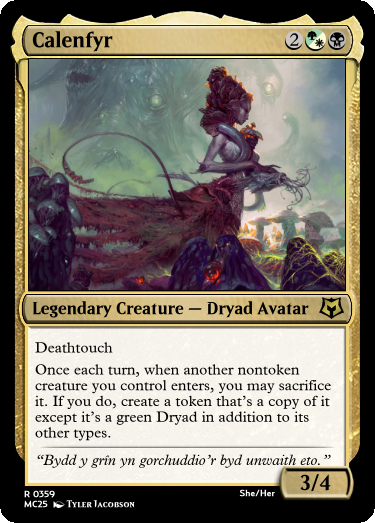 Calenfyr 2
Legendary Creature — Dryad Avatar
Deathtouch
Once each turn, when another nontoken
creature you control enters, you may sacrifice
it. If you do, create a token that's a copy of it
except it's a green Dryad in addition to its
other types.
“Bydd y grîn yn gorchuddio'r byd unwaith eto.”
3/4
R 0359 She/Her
MC25 Tyler Jacobson